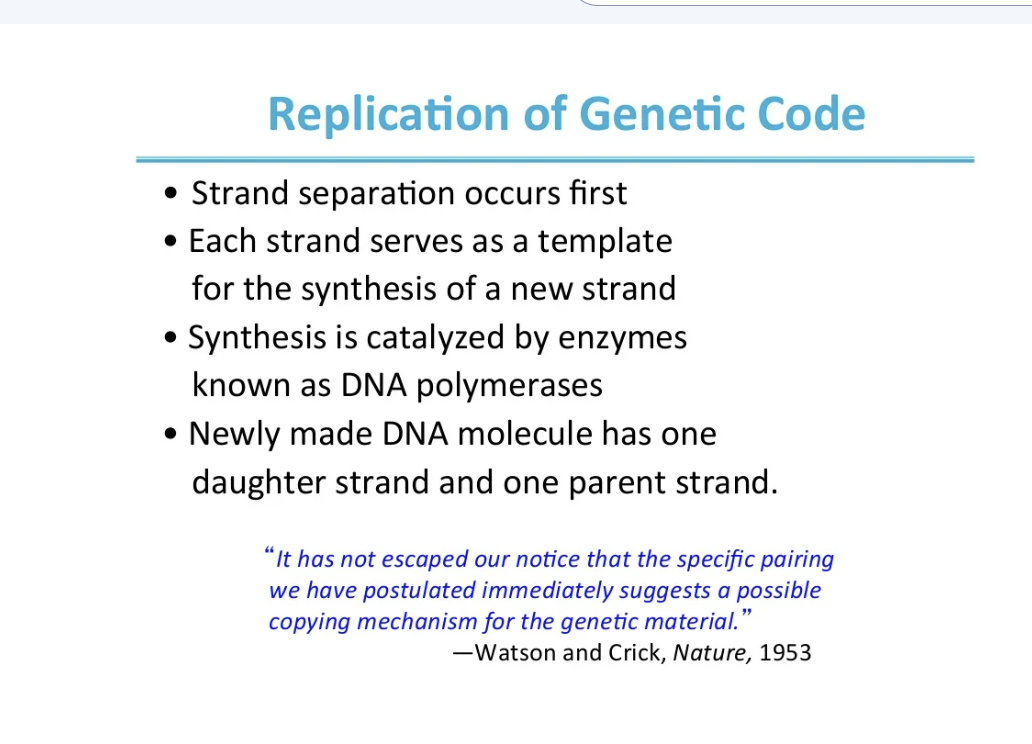 Replication of Genetic Code
• Strand separation occurs first
• Each strand serves as a template
for the synthesis of a new strand
• Synthesis is catalyzed by enzymes
known as DNA polymerases
• Newly made DNA molecule has one
daughter strand and one parent strand.
“It has not escaped our notice that the specific pairing
we have postulated immediately suggests a possible
copying mechanism for the genetic material.”
—Watson and Crick, Nature, 1953